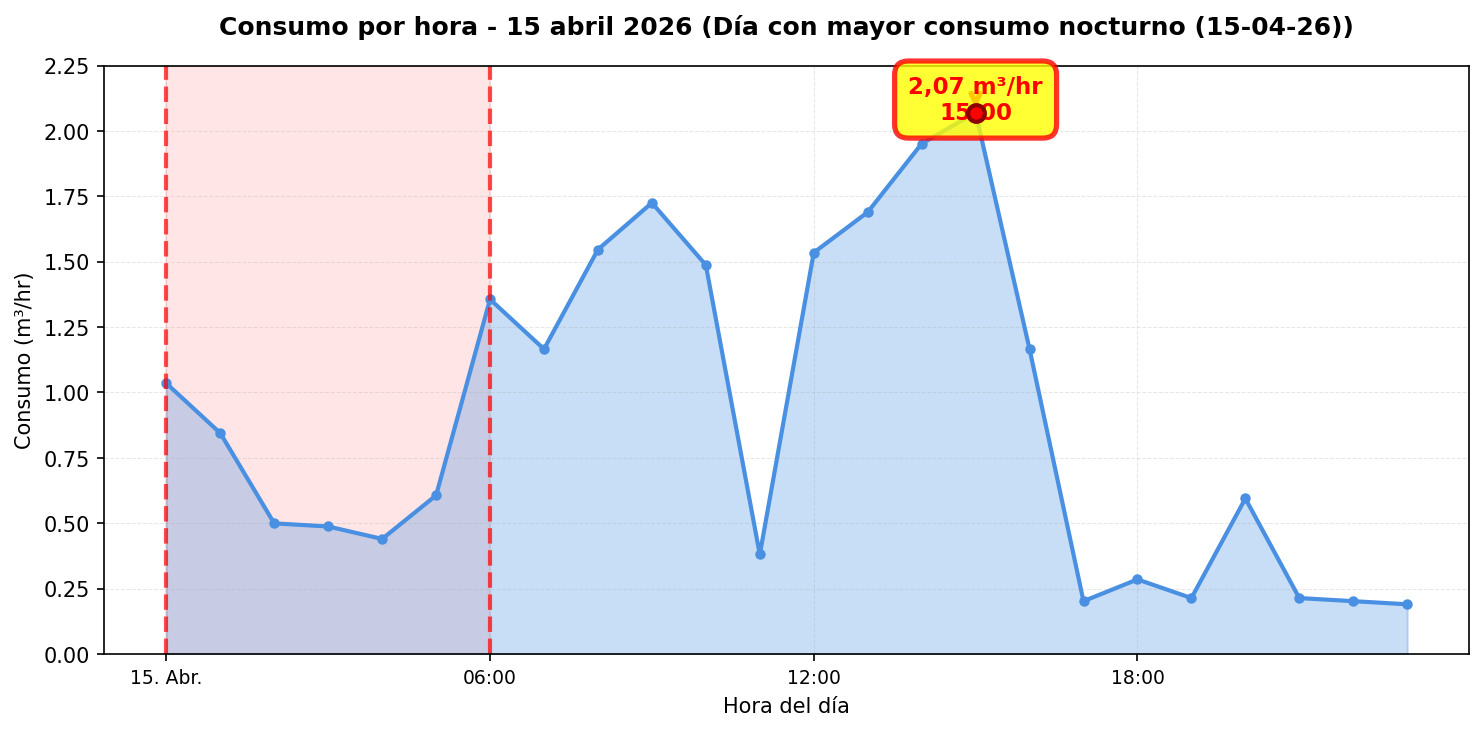 Consumo por hora - 15 abril 2026 (Día con mayor consumo nocturno (15-04-26))
2,07 m³/hr
15:00
Consumo (m³/hr)
2.25
2.00
1.75
1.50
1.25
1.00
0.75
0.50
0.25
0.00
15. Abr.
06:00
12:00
18:00
Hora del día